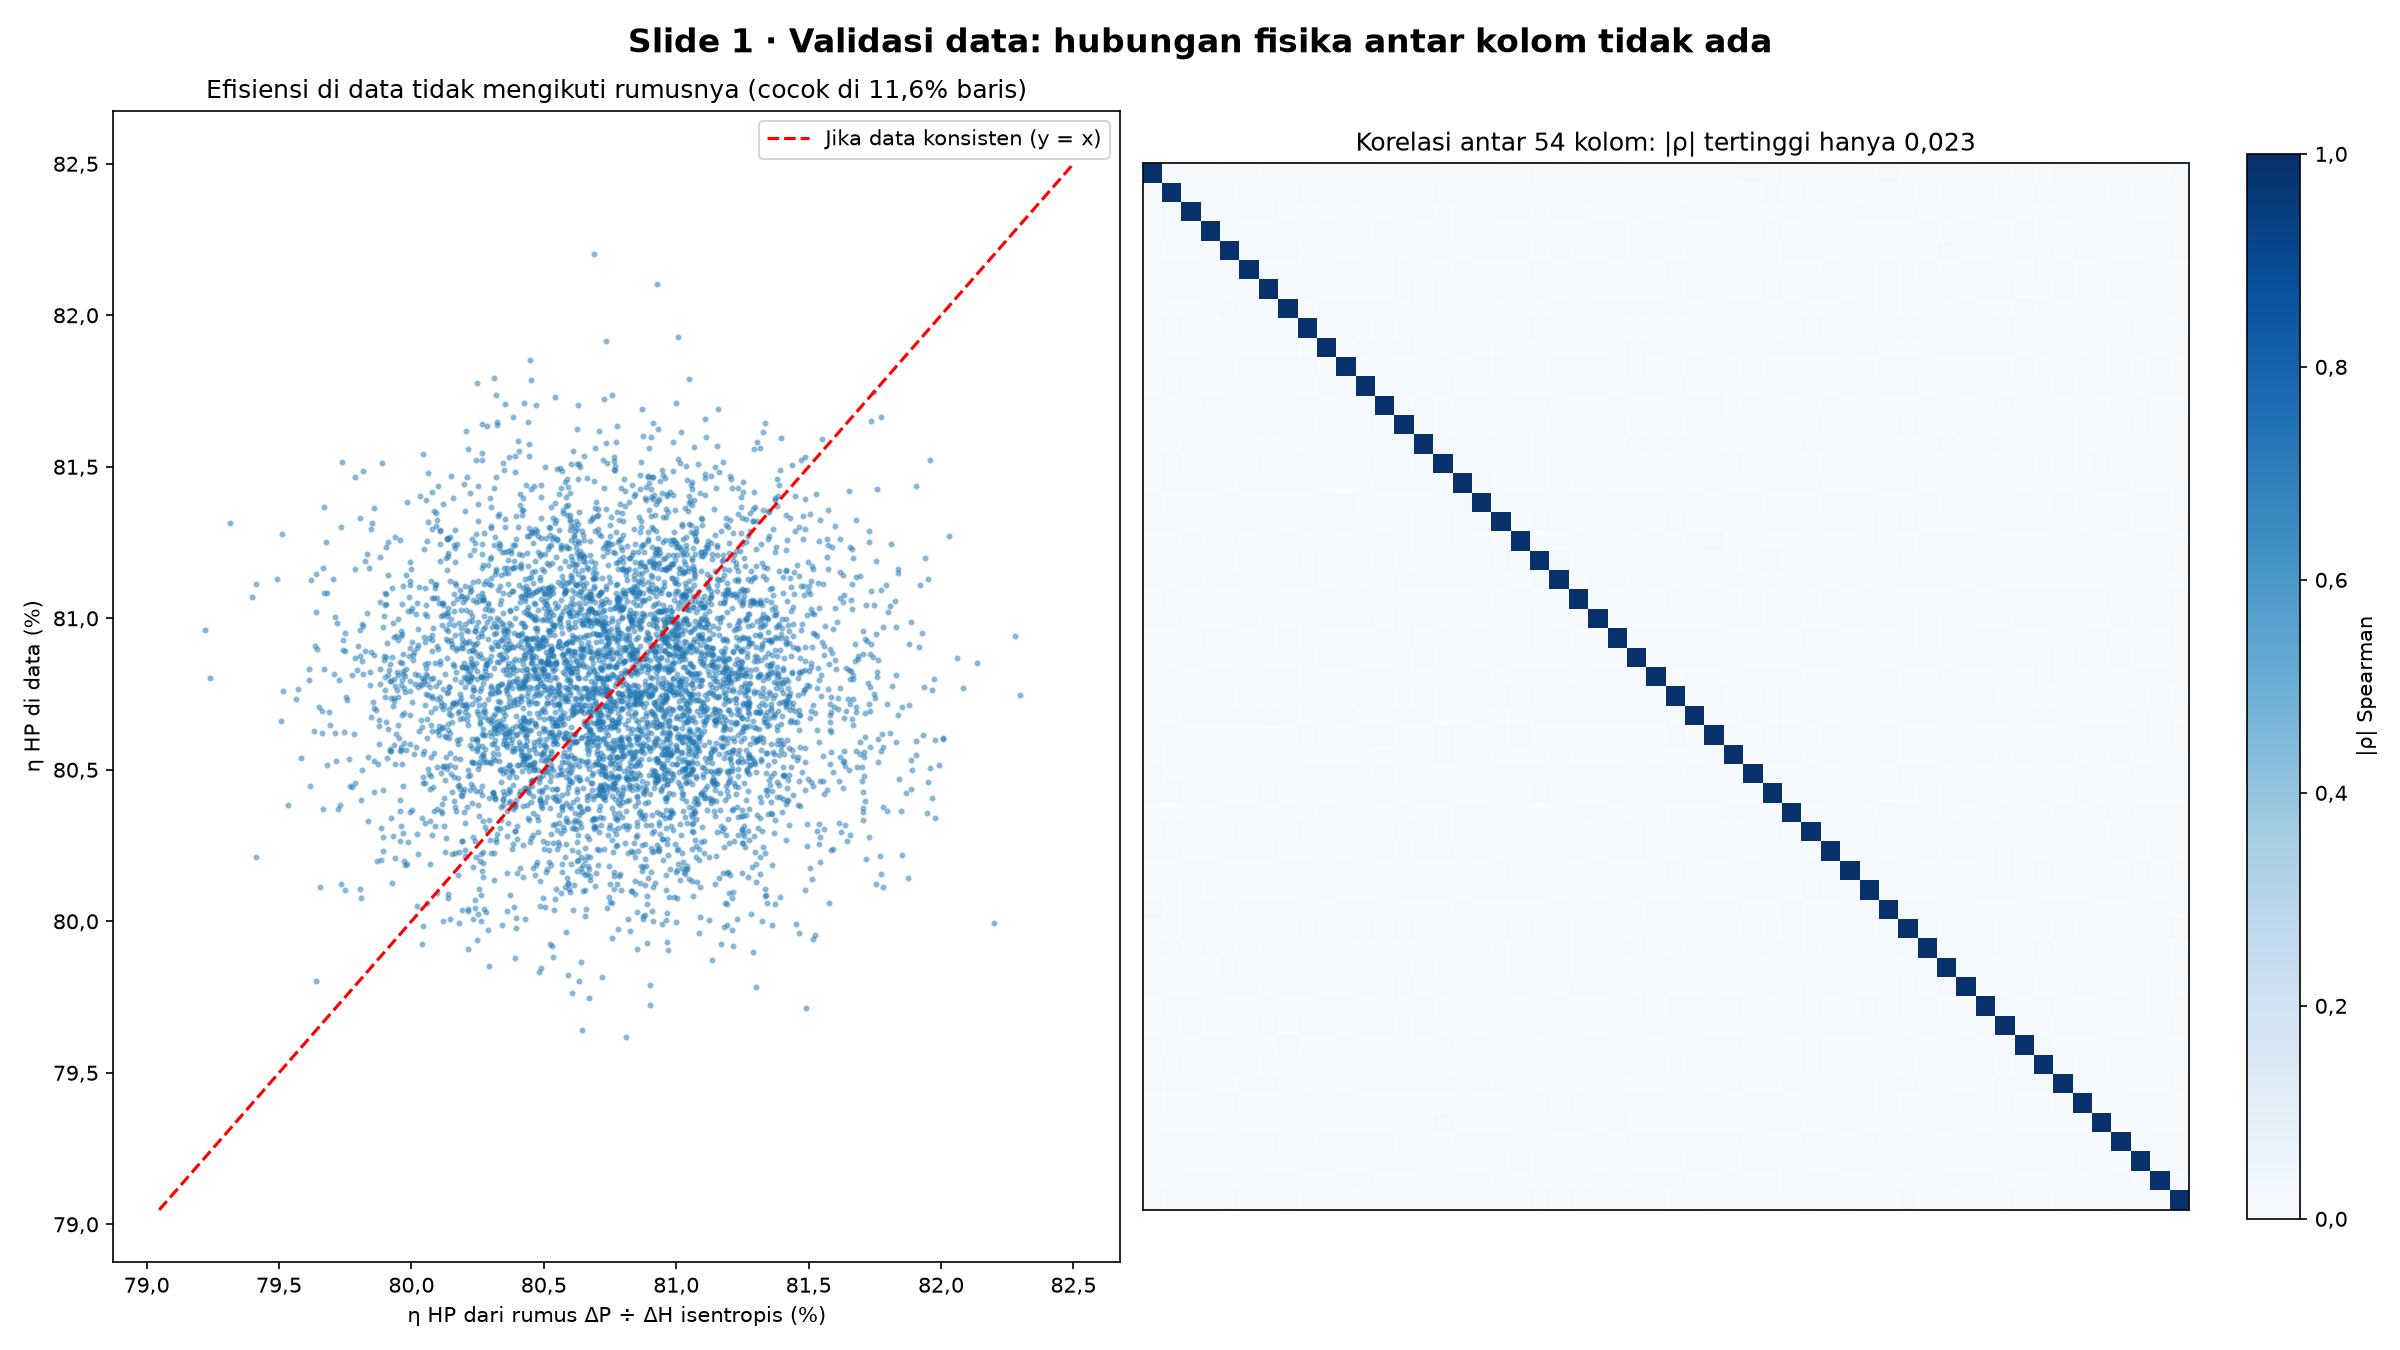 Slide 1 · Validasi data: hubungan fisika antar kolom tidak ada
Efisiensi di data tidak mengikuti rumusnya (cocok di 11,6% baris)
Jika data konsisten (y = x)
82,5
82,0
81,5
81,0
80,5
80,0
79,5
79,0
η HP di data (%)
79,0 79,5 80,0 80,5 81,0 81,5 82,0 82,5
η HP dari rumus ΔP ÷ ΔH isentropis (%)
Korelasi antar 54 kolom: |ρ| tertinggi hanya 0,023
1,0
0,8
0,6
0,4
0,2
0,0
|ρ| Spearman